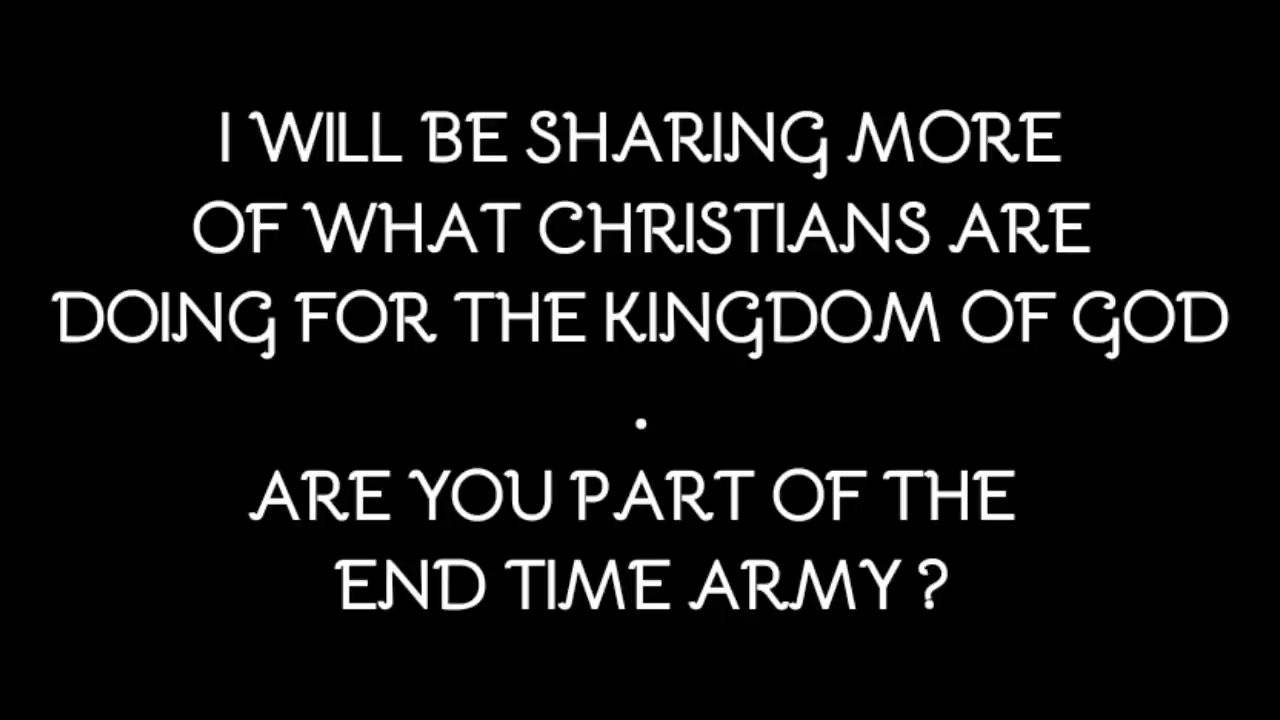 I WILL BE SHARING MORE
OF WHAT CHRISTIANS ARE
DOING FOR THE KINGDOM OF GOD
.
ARE YOU PART OF THE
END TIME ARMY ?